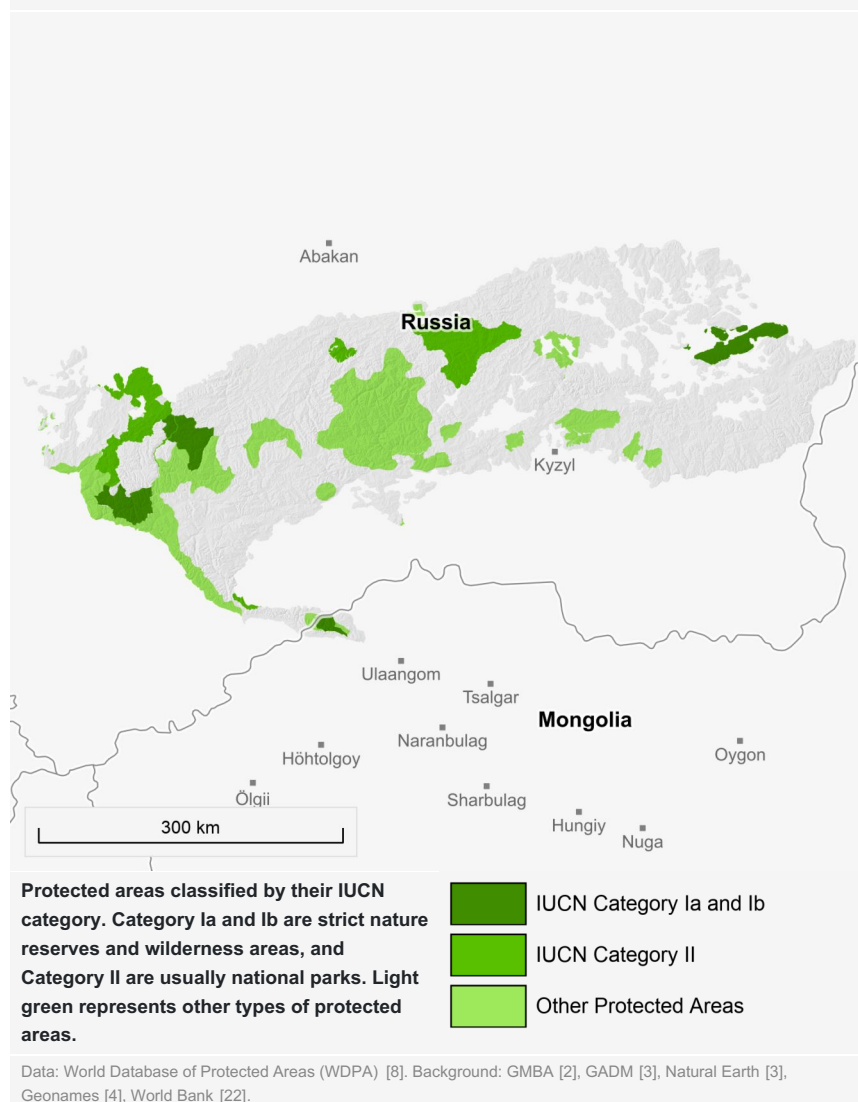 Abakan
Russia
Kyzyl
Ulaangom
Tsalgar
Mongolia
Naranbulag
Oygon
Höhtolgoy
Ölgii
Sharbulag
Hungiy
Nuga
300 km
Protected areas classified by their IUCN
category. Category Ia and Ib are strict nature
reserves and wilderness areas, and
Category II are usually national parks. Light
green represents other types of protected
areas.
IUCN Category Ia and Ib
IUCN Category II
Other Protected Areas
Data: World Database of Protected Areas (WDPA) [8]. Background: GMBA [2], GADM [3], Natural Earth [3],
Geonames [4], World Bank [22].